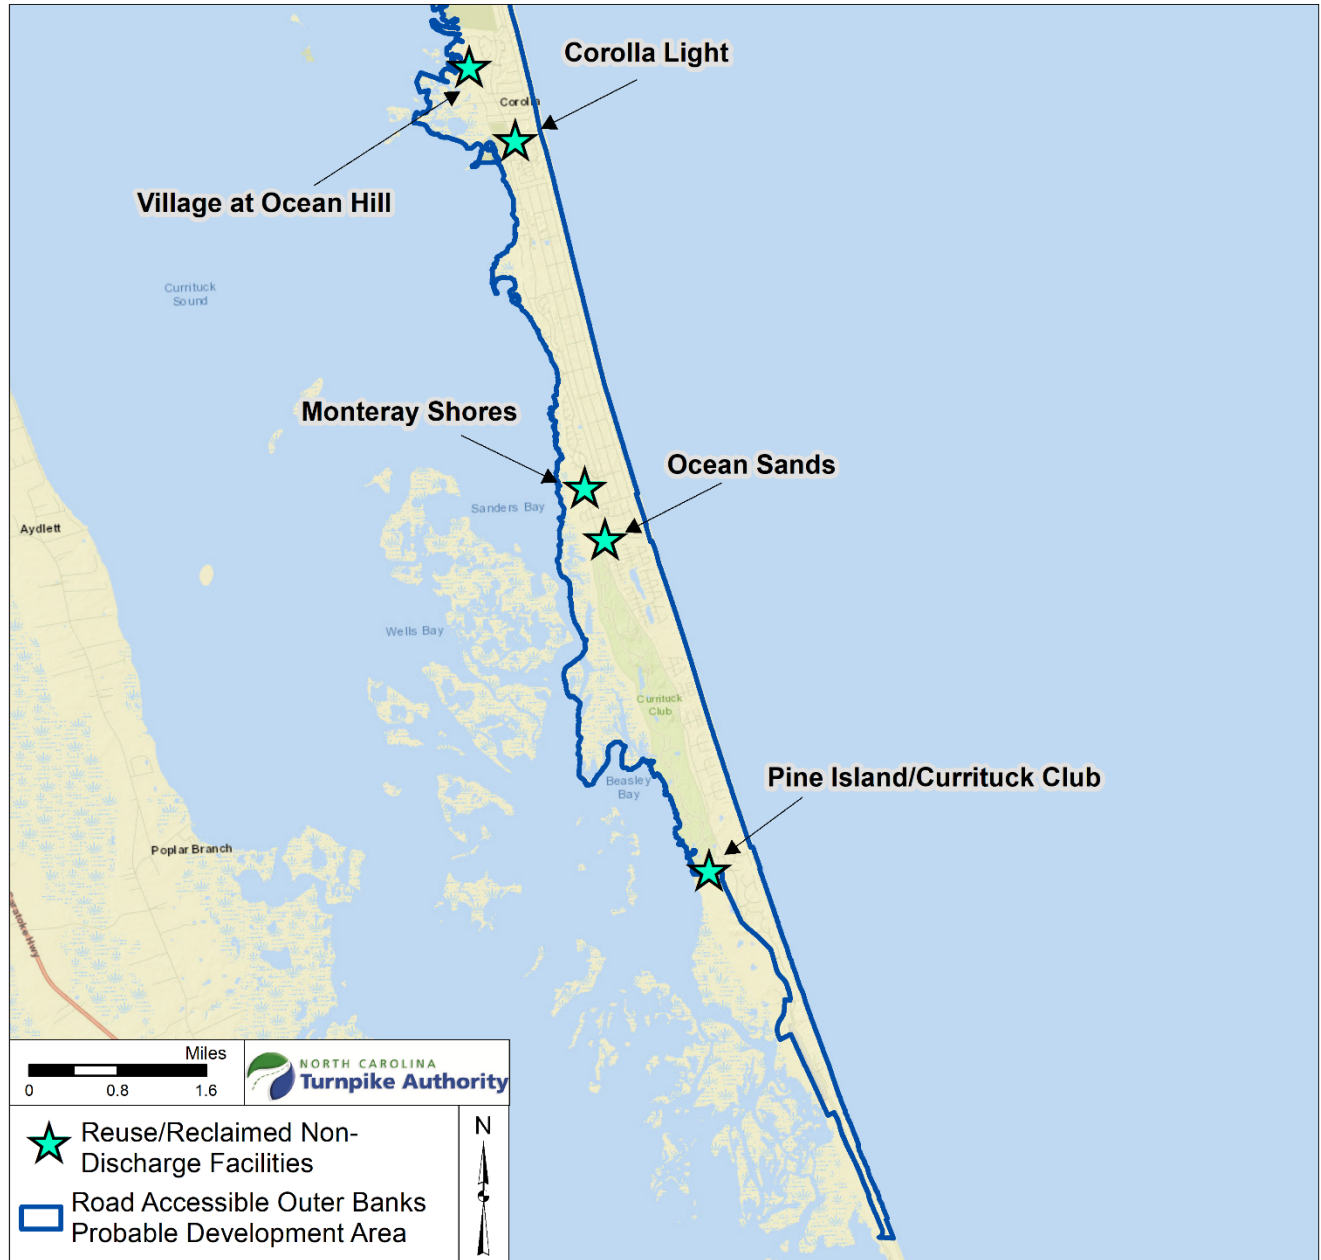 Corolla Light
Corolla
Village at Ocean Hill
Currituck
Sound
Monteray Shores
Ocean Sands
Sanders Bay
Aydlett
Wells Bay
Currituck
Club
Pine Island/Currituck Club
Beasley
Bay
Poplar Branch
Caratoke Hwy
Miles
0 0.8 1.6
NORTH CAROLINA
Turnpike Authority
N
Reuse/Reclaimed Non-
Discharge Facilities
Road Accessible Outer Banks
Probable Development Area